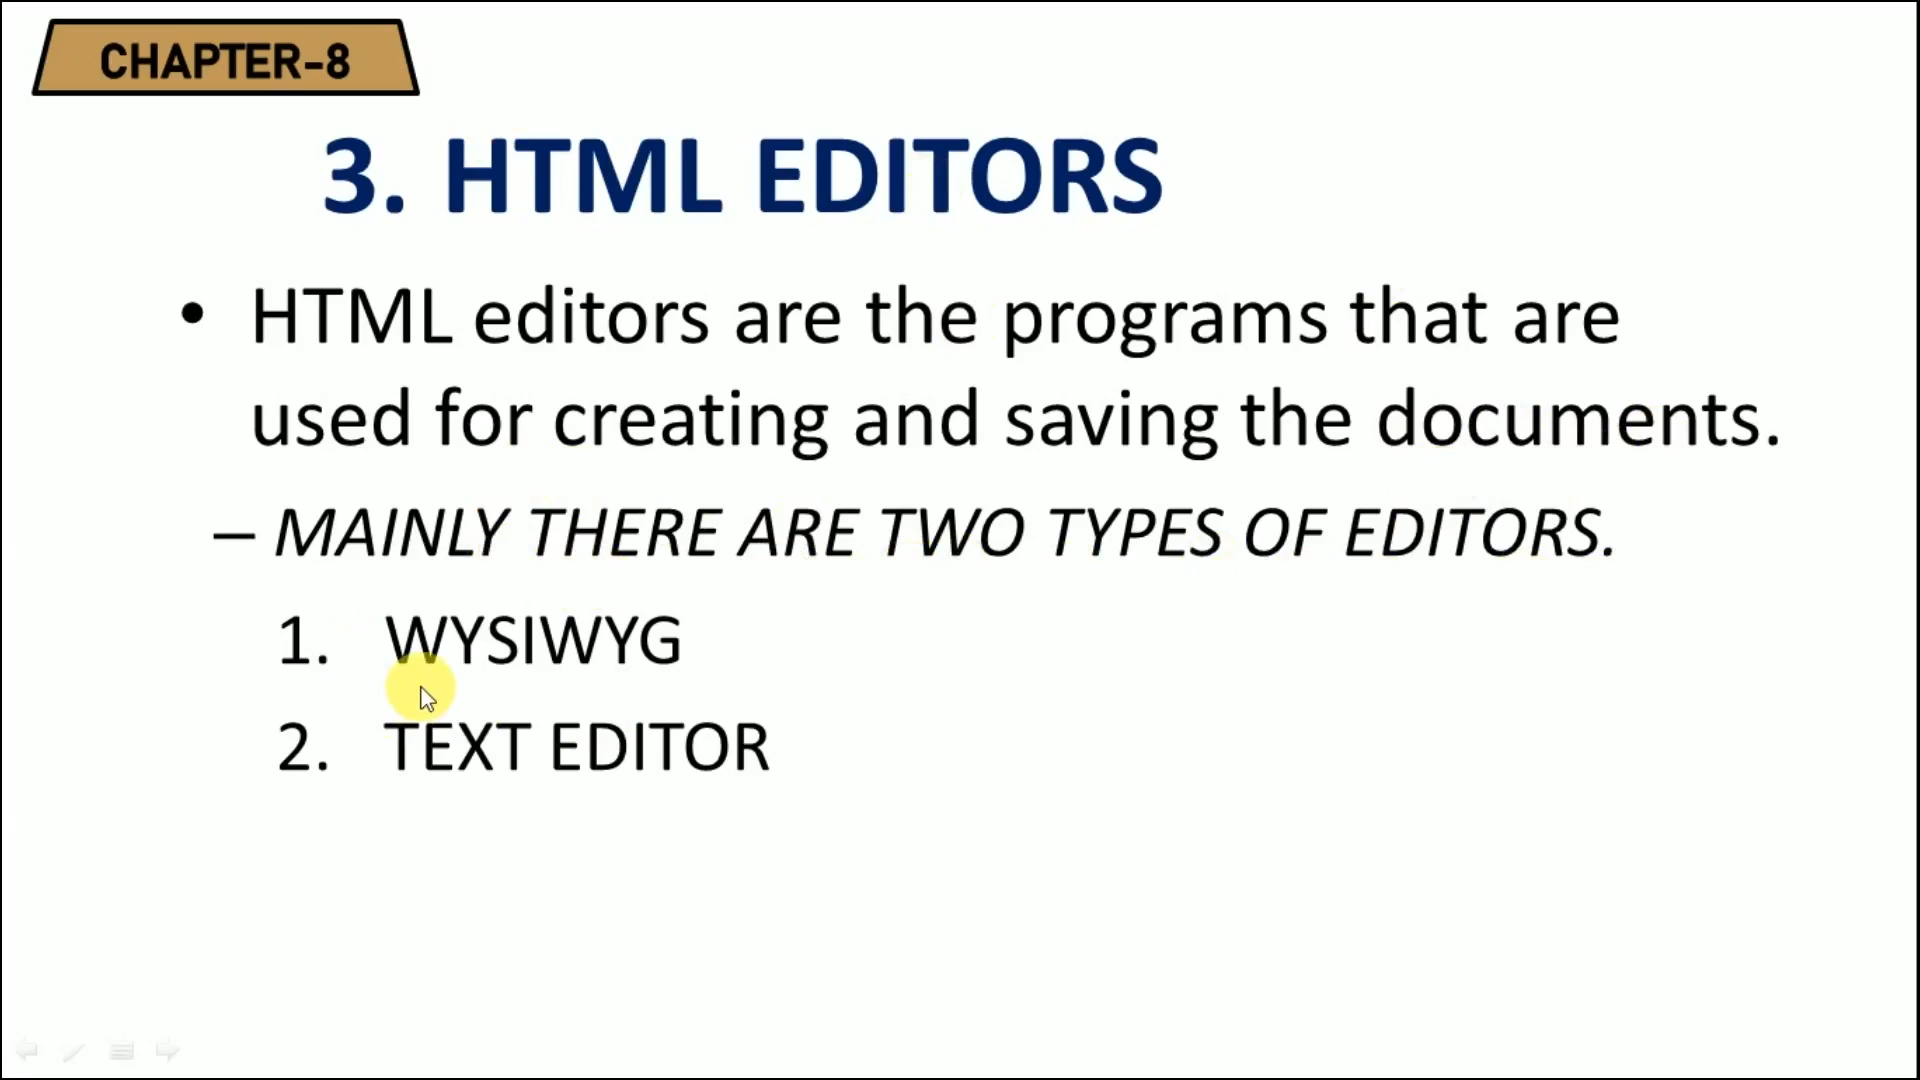 CHAPTER-8
3. HTML EDITORS
• HTML editors are the programs that are
used for creating and saving the documents.
– MAINLY THERE ARE TWO TYPES OF EDITORS.
1. WYSIWYG
2. TEXT EDITOR